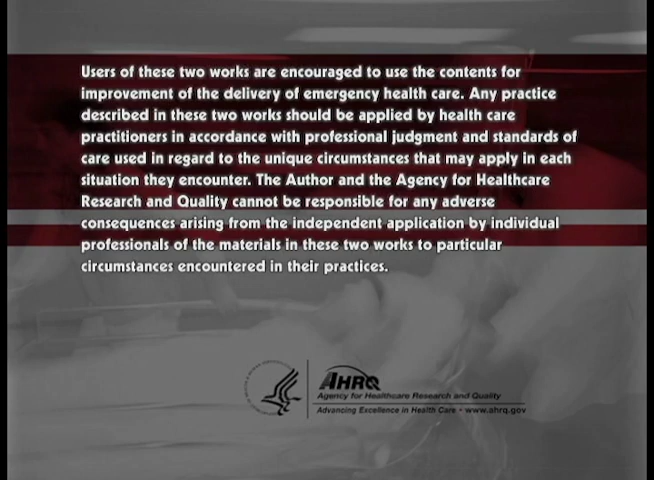 Users of these two works are encouraged to use the contents for
improvement of the delivery of emergency health care. Any practice
described in these two works should be applied by health care
practitioners in accordance with professional judgment and standards of
care used in regard to the unique circumstances that may apply in each
situation they encounter. The Author and the Agency for Healthcare
Research and Quality cannot be responsible for any adverse
consequences arising from the independent application by individual
professionals of the materials in these two works to particular
circumstances encountered in their practices.
AHRQ
Agency for Healthcare Research and Quality
Advancing Excellence in Health Care • www.ahrq.gov